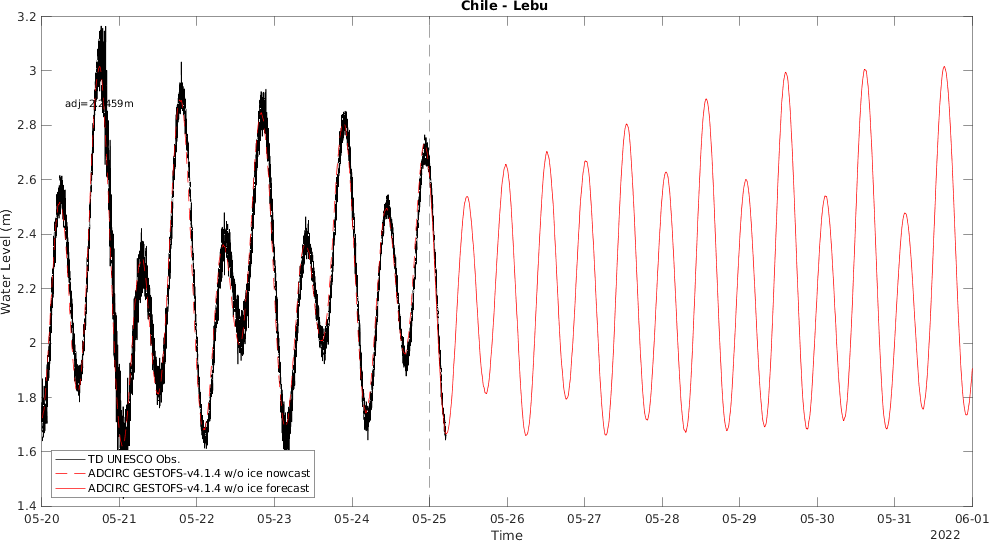 Chile - Lebu
3.2
3
adj=2.2459m
2.8
2.6
2.4
Water Level (m)
2.2
2
1.8
1.6
TD UNESCO Obs.
ADCIRC GESTOFS-v4.1.4 w/o ice nowcast
ADCIRC GESTOFS-v4.1.4 w/o ice forecast
1.4
05-20 05-21 05-22 05-23 05-24 05-25 05-26 05-27 05-28 05-29 05-30 05-31 06-01
Time
2022